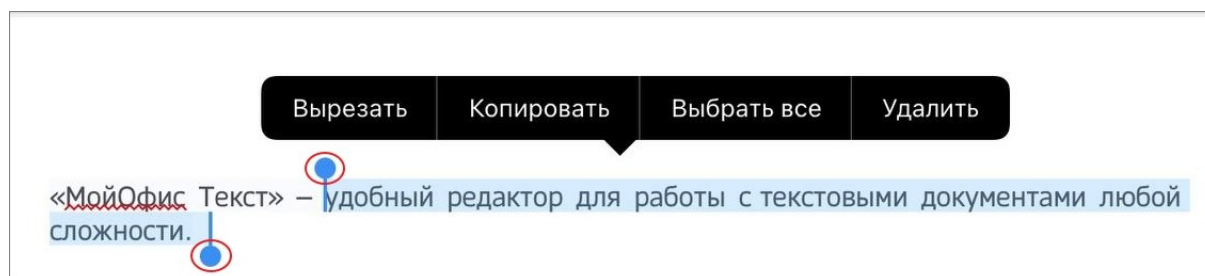 Вырезать Копировать Выбрать все Удалить
«МойОфис Текст» – удобный редактор для работы с текстовыми документами любой
сложности.